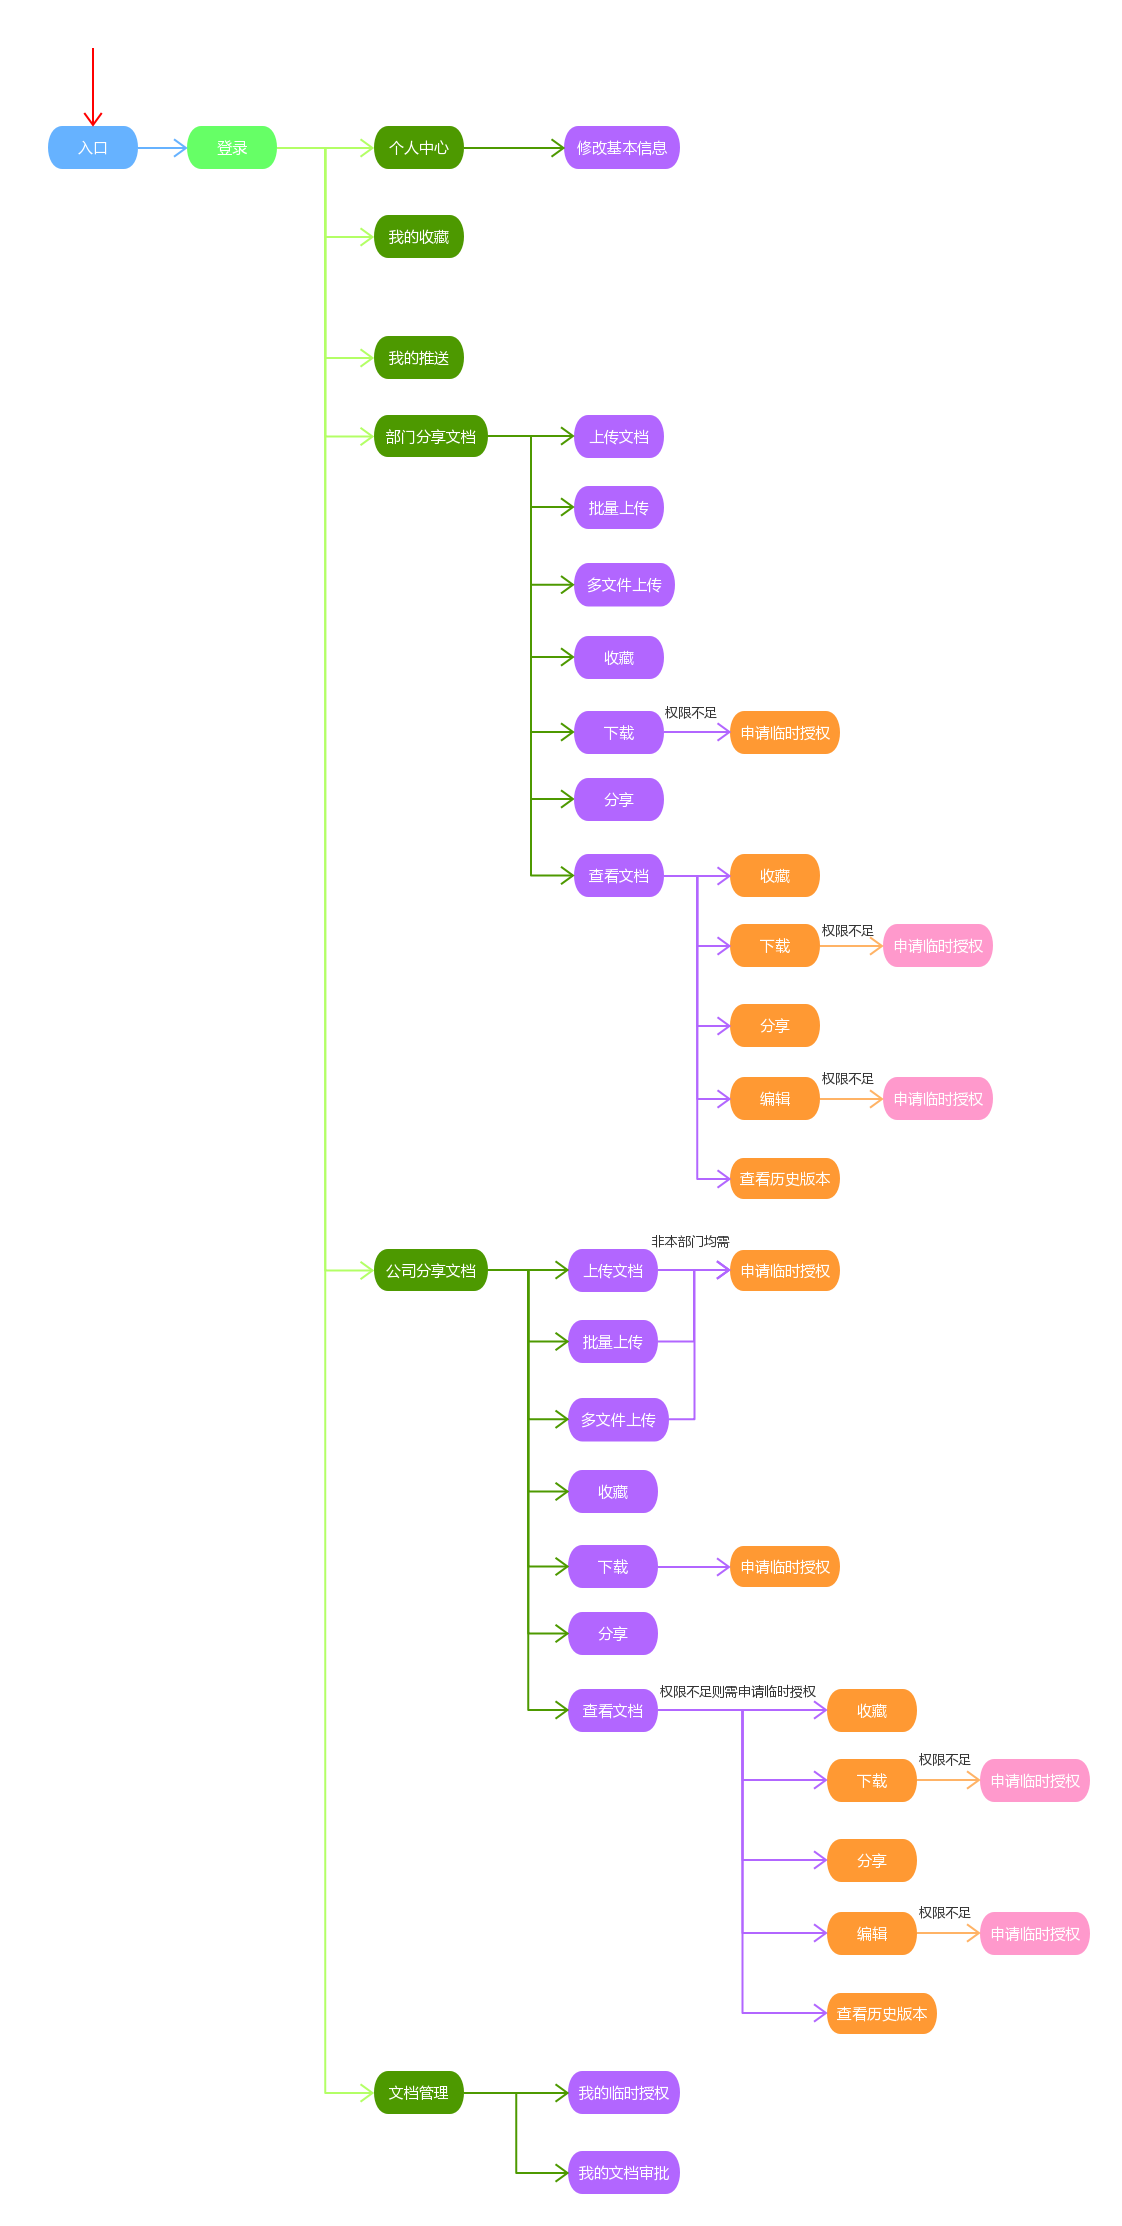 入口
登录
个人中心
修改基本信息
我的收藏
我的推送
部门分享文档
上传文档
批量上传
多文件上传
收藏
权限不足
下载
申请临时授权
分享
查看文档
收藏
权限不足
下载
申请临时授权
分享
权限不足
编辑
申请临时授权
查看历史版本
非本部门均需
公司分享文档
上传文档
申请临时授权
批量上传
多文件上传
收藏
下载
申请临时授权
分享
权限不足则需申请临时授权
查看文档
收藏
权限不足
下载
申请临时授权
分享
权限不足
编辑
申请临时授权
查看历史版本
文档管理
我的临时授权
我的文档审批